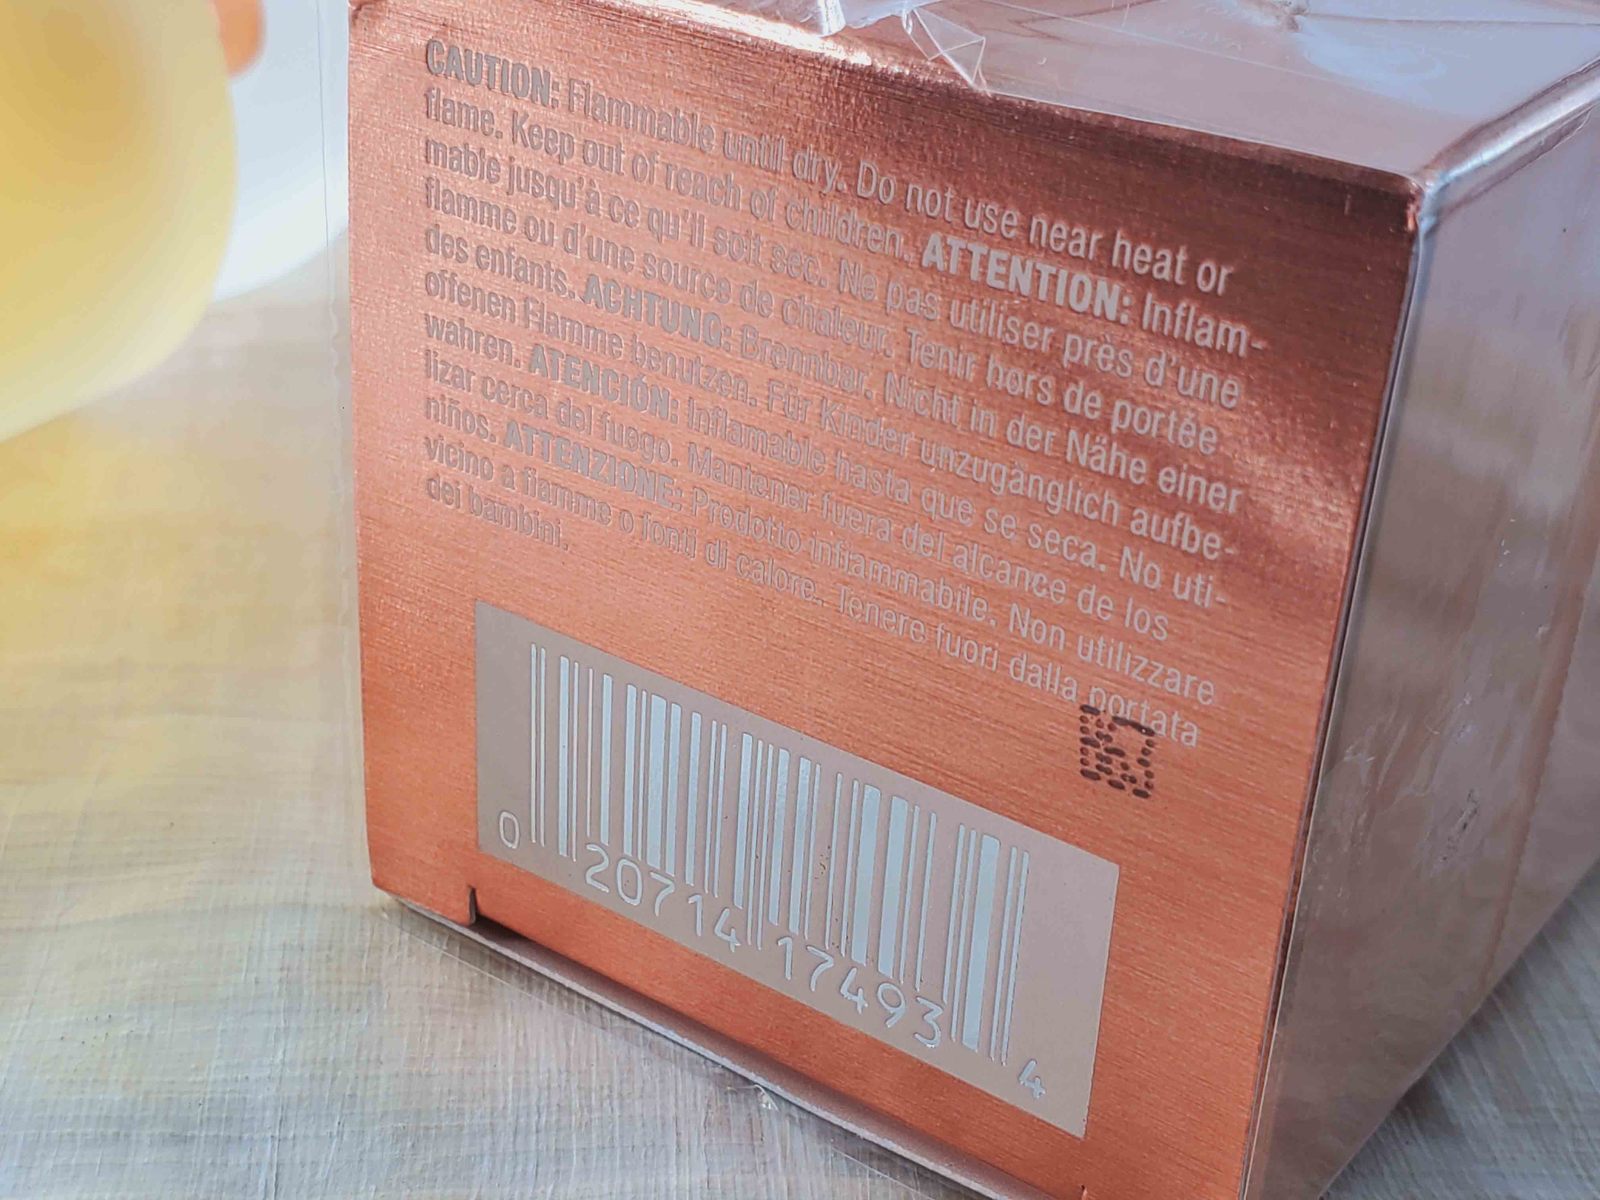 CAUTION: Flammable until dry. Do not use near heat or
flame. Keep out of reach of children. ATTENTION: Inflam-
mable jusqu'à ce qu'il soit sec. Ne pas utiliser près d'une
flamme ou d'une source de chaleur. Tenir hors de portée
des enfants. ACHTUNG: Brennbar. Nicht in der Nähe einer
offenen Flamme benutzen. Für Kinder unzugänglich aufbe-
wahren. ATENCIÓN: Inflamable hasta que se seca. No uti-
lizar cerca del fuego. Mantener fuera del alcance de los
niños. ATTENZIONE: Prodotto infiammabile. Non utilizzare
vicino a fiamme o fonti di calore. Tenere fuori dalla portata
dei bambini.
0 20714 17493 4